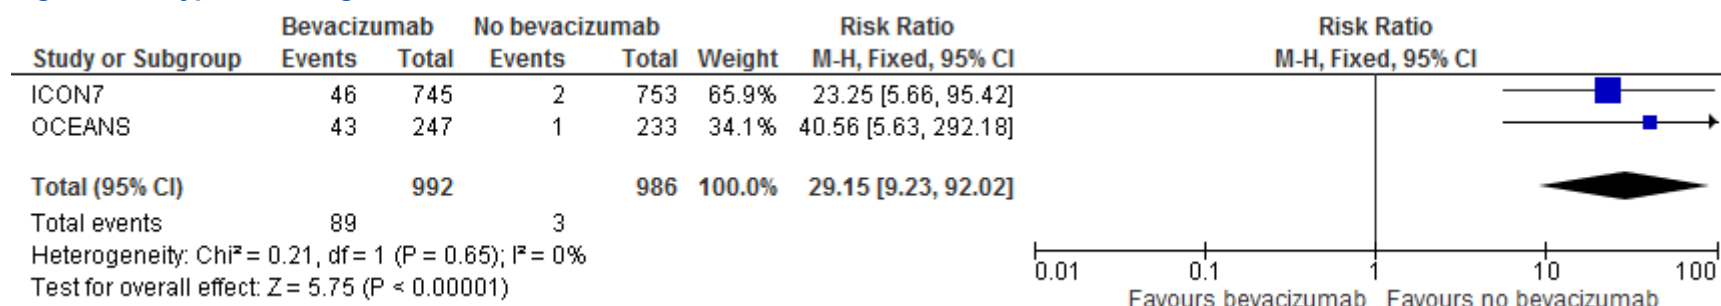 Bevacizumab No bevacizumab Risk Ratio Risk Ratio
Study or Subgroup Events Total Events Total Weight M-H, Fixed, 95% CI M-H, Fixed, 95% CI
ICON7 46 745 2 753 65.9% 23.25 [5.66, 95.42]
OCEANS 43 247 1 233 34.1% 40.56 [5.63, 292.18]
Total (95% CI) 992 986 100.0% 29.15 [9.23, 92.02]
Total events 89 3
Heterogeneity: Chi² = 0.21, df = 1 (P = 0.65); I² = 0%
Test for overall effect: Z = 5.75 (P < 0.00001)
0.01 0.1 1 10 100
Favours bevacizumab Favours no bevacizumab